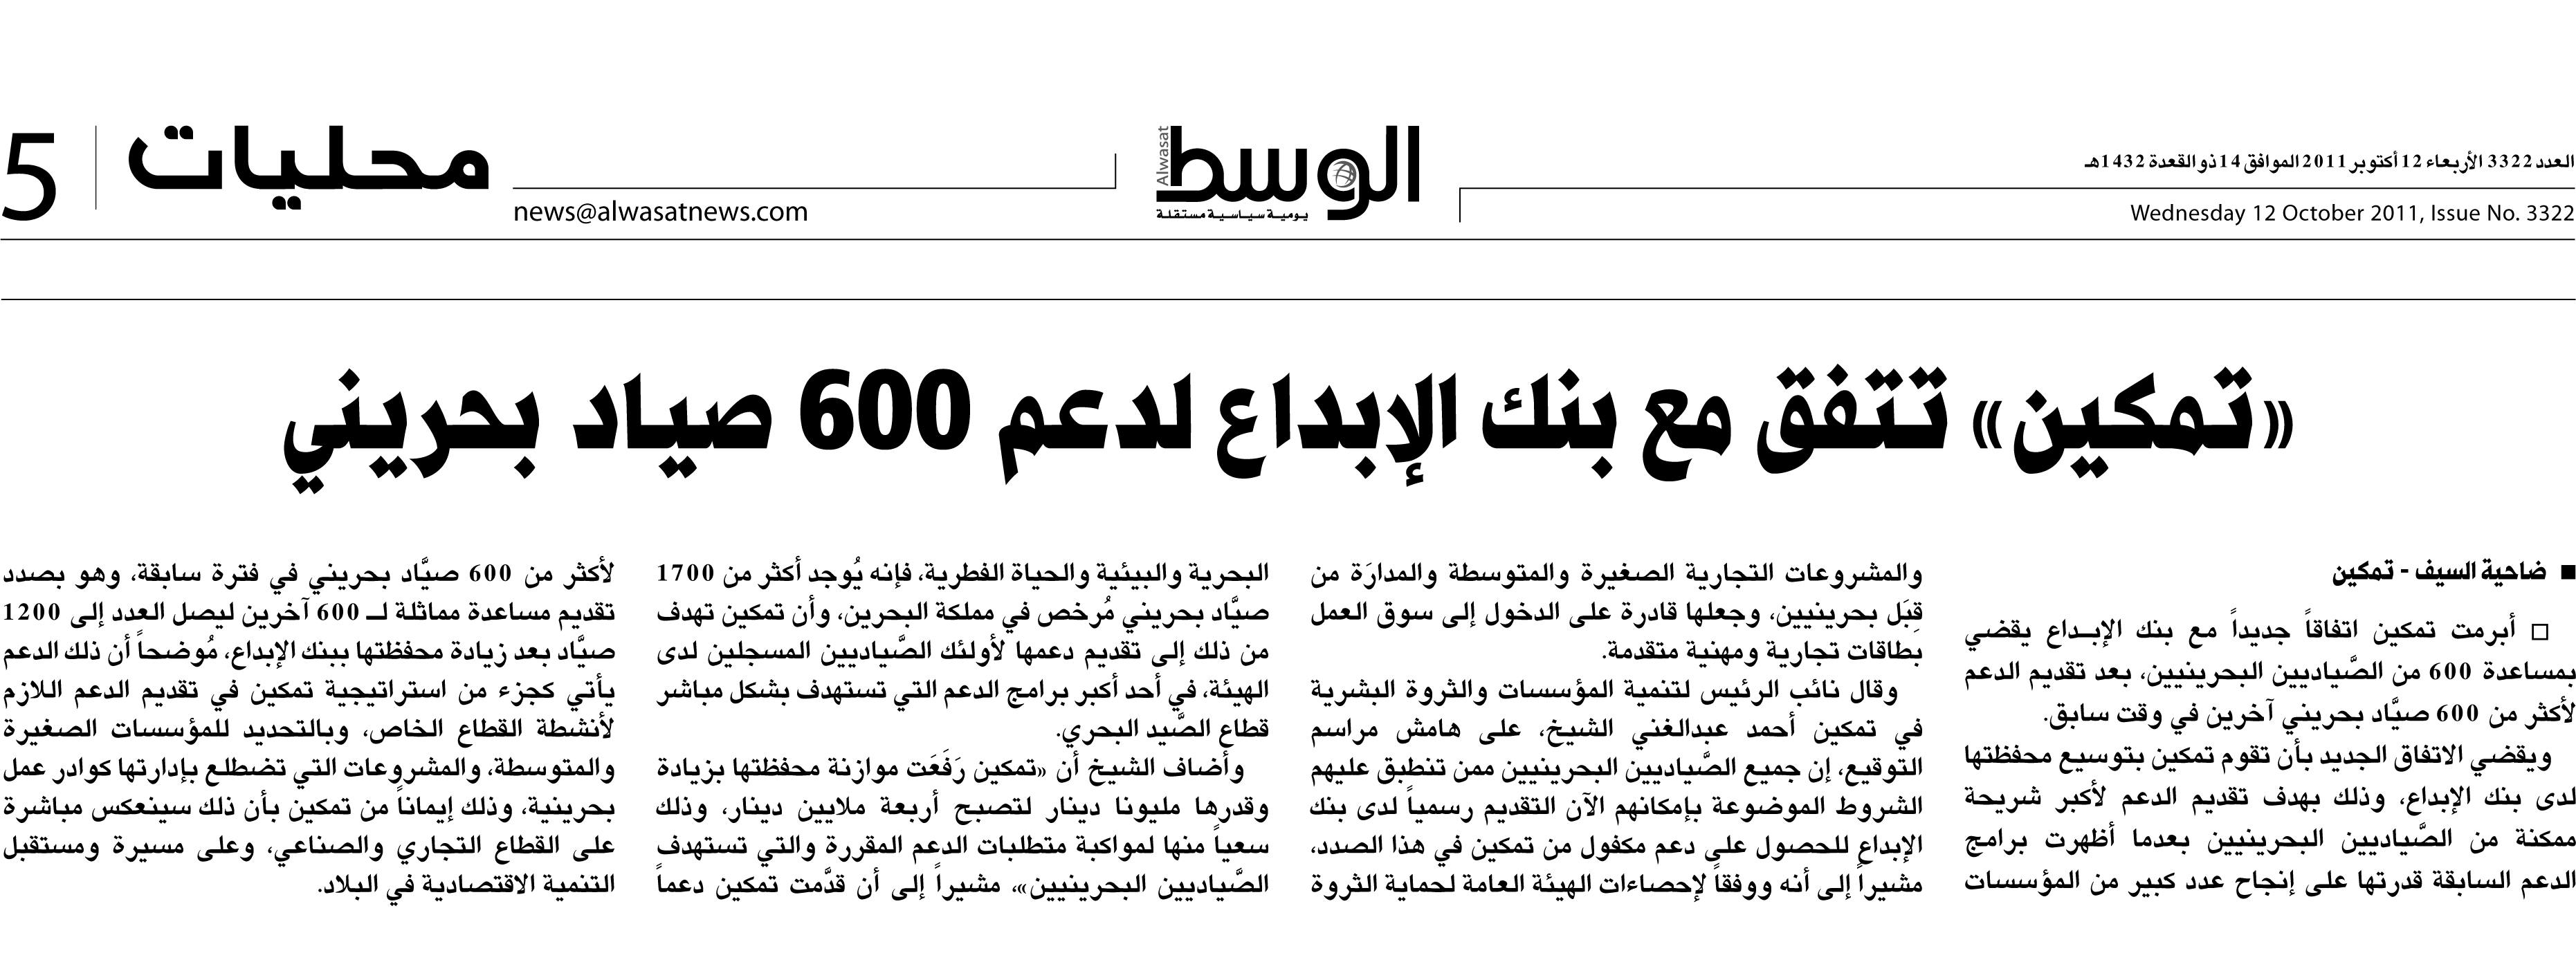 العدد 3322 الأربعاء 12 أكتوبر 2011 الموافق 14 ذو القعدة 1432هـ
Wednesday 12 October 2011, Issue No. 3322
الوسط
Alwasat
يومية سياسية مستقلة
news@alwasatnews.com
محليات
5
«تمكين» تتفق مع بنك الإبداع لدعم 600 صياد بحريني
■ ضاحية السيف - تمكين
□ أبرمت تمكين اتفاقاً جديداً مع بنك الإبداع يقضي
بمساعدة 600 من الصَّياديين البحرينيين، بعد تقديم الدعم
لأكثر من 600 صيَّاد بحريني آخرين في وقت سابق.
ويقضي الاتفاق الجديد بأن تقوم تمكين بتوسيع محفظتها
لدى بنك الإبداع، وذلك بهدف تقديم الدعم لأكبر شريحة
ممكنة من الصَّياديين البحرينيين بعدما أظهرت برامج
الدعم السابقة قدرتها على إنجاح عدد كبير من المؤسسات
والمشروعات التجارية الصغيرة والمتوسطة والمدارَة من
قِبَل بحرينيين، وجعلها قادرة على الدخول إلى سوق العمل
بطاقات تجارية ومهنية متقدمة.
وقال نائب الرئيس لتنمية المؤسسات والثروة البشرية
في تمكين أحمد عبدالغني الشيخ، على هامش مراسم
التوقيع، إن جميع الصَّياديين البحرينيين ممن تنطبق عليهم
الشروط الموضوعة بإمكانهم الآن التقديم رسمياً لدى بنك
الإبداع للحصول على دعم مكفول من تمكين في هذا الصدد،
مشيراً إلى أنه ووفقاً لإحصاءات الهيئة العامة لحماية الثروة
البحرية والبيئية والحياة الفطرية، فإنه يُوجد أكثر من 1700
صيَّاد بحريني مُرخص في مملكة البحرين، وأن تمكين تهدف
من ذلك إلى تقديم دعمها لأولئك الصَّياديين المسجلين لدى
الهيئة، في أحد أكبر برامج الدعم التي تستهدف بشكل مباشر
قطاع الصَّيد البحري.
وأضاف الشيخ أن «تمكين رَفَعَت موازنة محفظتها بزيادة
وقدرها مليونا دينار لتصبح أربعة ملايين دينار، وذلك
سعياً منها لمواكبة متطلبات الدعم المقررة والتي تستهدف
الصَّياديين البحرينيين»، مشيراً إلى أن قدَّمت تمكين دعماً
لأكثر من 600 صيَّاد بحريني في فترة سابقة، وهو بصدد
تقديم مساعدة مماثلة لـ 600 آخرين ليصل العدد إلى 1200
صيَّاد بعد زيادة محفظتها ببنك الإبداع، مُوضحاً أن ذلك الدعم
يأتي كجزء من استراتيجية تمكين في تقديم الدعم اللازم
لأنشطة القطاع الخاص، وبالتحديد للمؤسسات الصغيرة
والمتوسطة، والمشروعات التي تضطلع بإدارتها كوادر عمل
بحرينية، وذلك إيماناً من تمكين بأن ذلك سينعكس مباشرة
على القطاع التجاري والصناعي، وعلى مسيرة ومستقبل
التنمية الاقتصادية في البلاد.